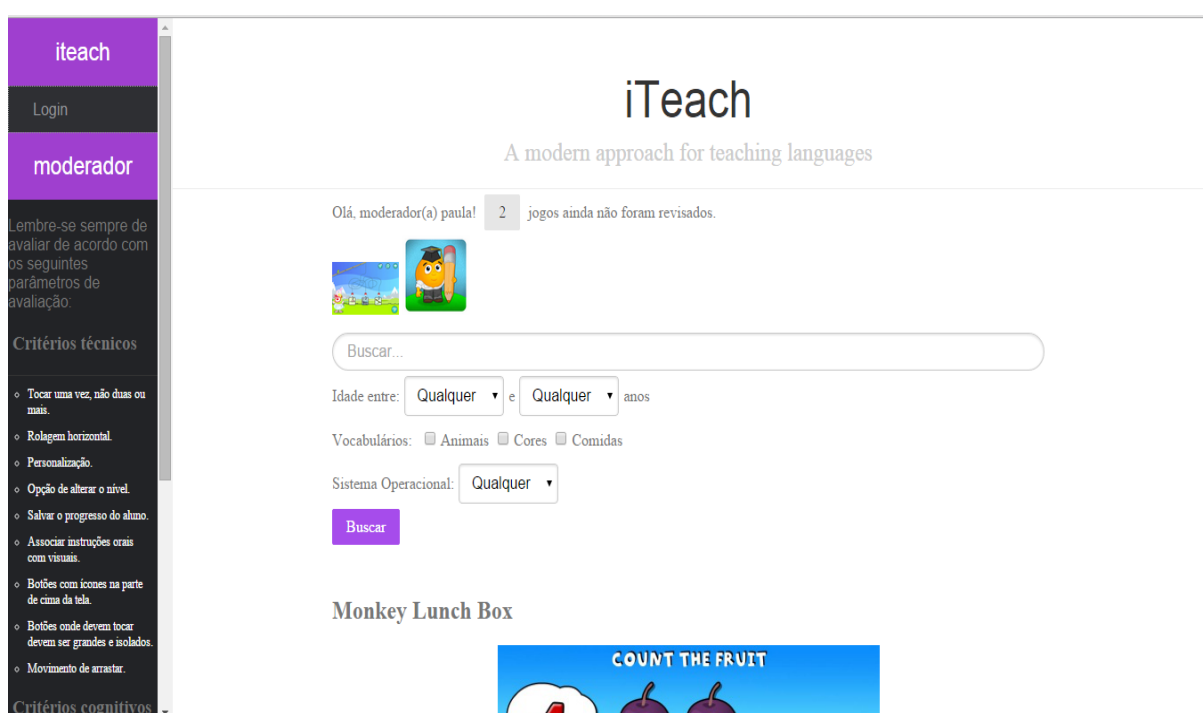 iteach
Login
moderador
Lembre-se sempre de
avaliar de acordo com
os seguintes
parâmetros de
avaliação:
Critérios técnicos
Tocar uma vez, não duas ou
mais.
Rolagem horizontal.
Personalização.
Opção de alterar o nível.
Salvar o progresso do aluno.
Associar instruções orais
com visuais.
Botões com ícones na parte
de cima da tela.
Botões onde devem tocar
devem ser grandes e isolados.
Movimento de arrastar.
Critérios cognitivos
iTeach
A modern approach for teaching languages
Olá, moderador(a) paula! 2 jogos ainda não foram revisados.
Buscar...
Idade entre: Qualquer e Qualquer anos
Vocabulários: Animais Cores Comidas
Sistema Operacional: Qualquer
Buscar
Monkey Lunch Box
COUNT THE FRUIT